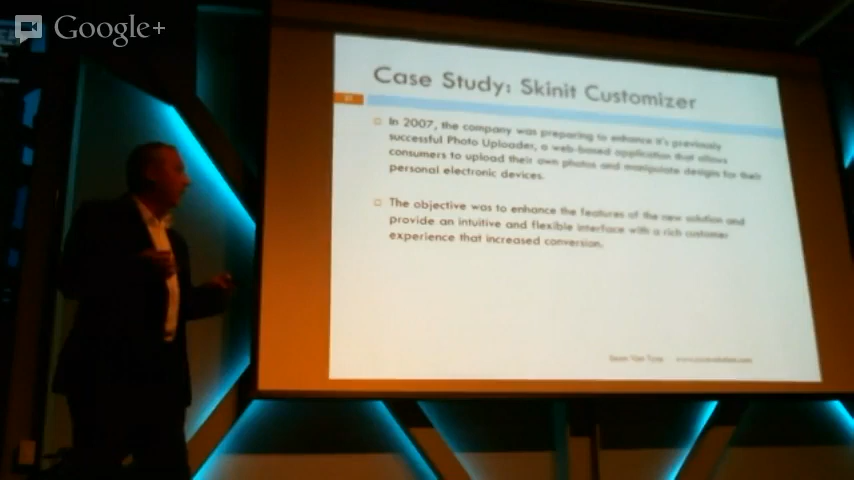 Google+
Case Study: Skinit Customizer
In 2007, the company was preparing to enhance it's previously
successful Photo Uploader, a web-based application that allows
consumers to upload their own photos and manipulate designs for their
personal electronic devices.
The objective was to enhance the features of the new solution and
provide an intuitive and flexible interface with a rich customer
experience that increased conversion.
Sean Van Tyne